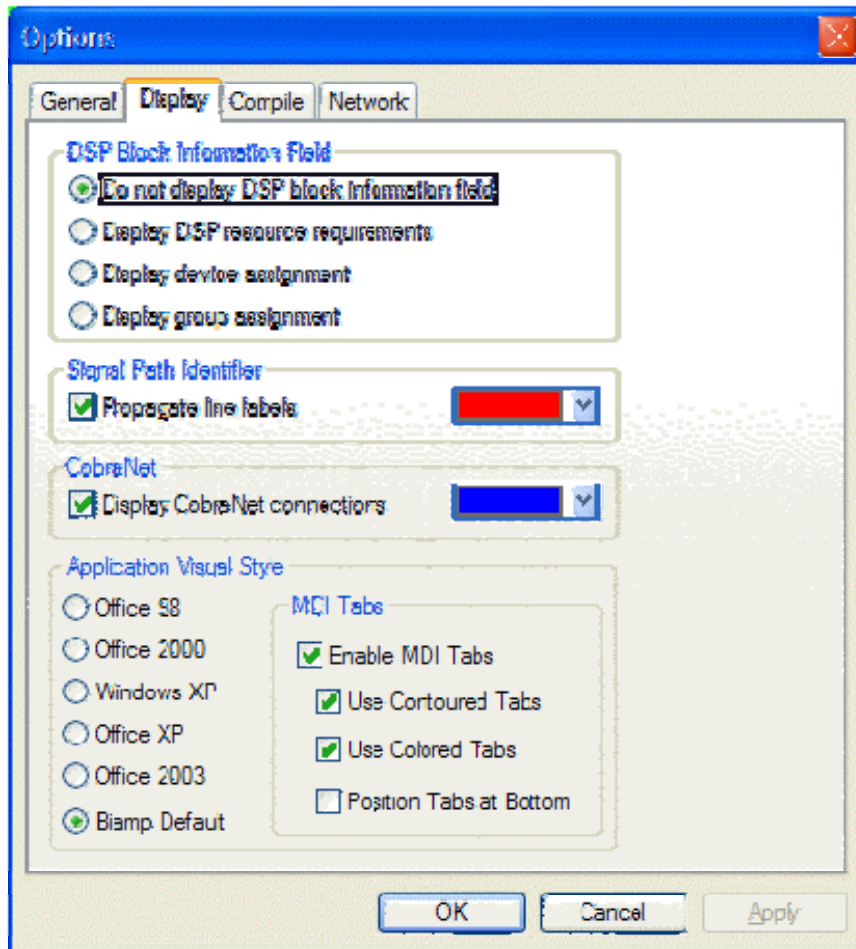 Options
General Display Compile Network
DSP Block Information Field
Do not display DSP block information field
Display DSP resource requirements
Display device assignment
Display group assignment
Signal Path Identifier
Propagate line labels
CobraNet
Display CobraNet connections
Application Visual Style
Office 98
Office 2000
Windows XP
Office XP
Office 2003
Biamp Defaut
MDI Tabs
Enable MDI Tabs
Use Contoured Tabs
Use Colored Tabs
Position Tabs at Bottom
OK Cancel Apply